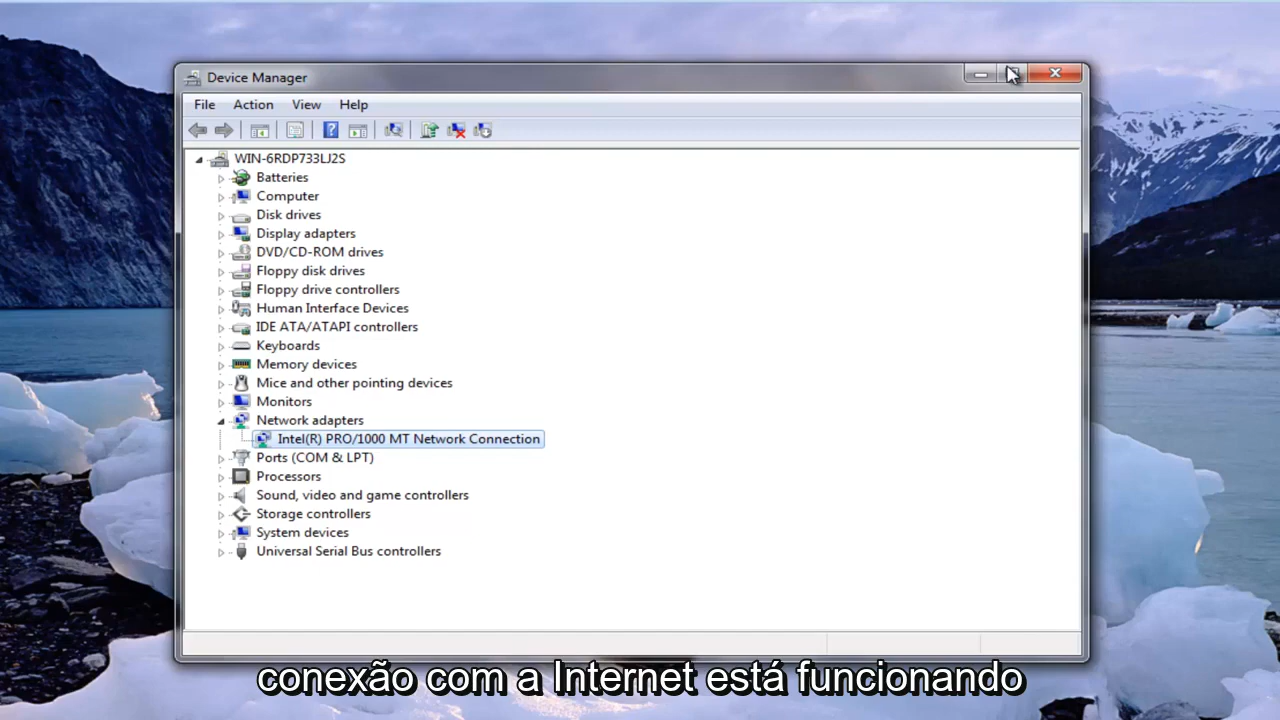 Device Manager
File Action View Help
WIN-6RDP733LJ2S
Batteries
Computer
Disk drives
Display adapters
DVD/CD-ROM drives
Floppy disk drives
Floppy drive controllers
Human Interface Devices
IDE ATA/ATAPI controllers
Keyboards
Memory devices
Mice and other pointing devices
Monitors
Network adapters
Intel(R) PRO/1000 MT Network Connection
Ports (COM & LPT)
Processors
Sound, video and game controllers
Storage controllers
System devices
Universal Serial Bus controllers
conexão com a Internet está funcionando